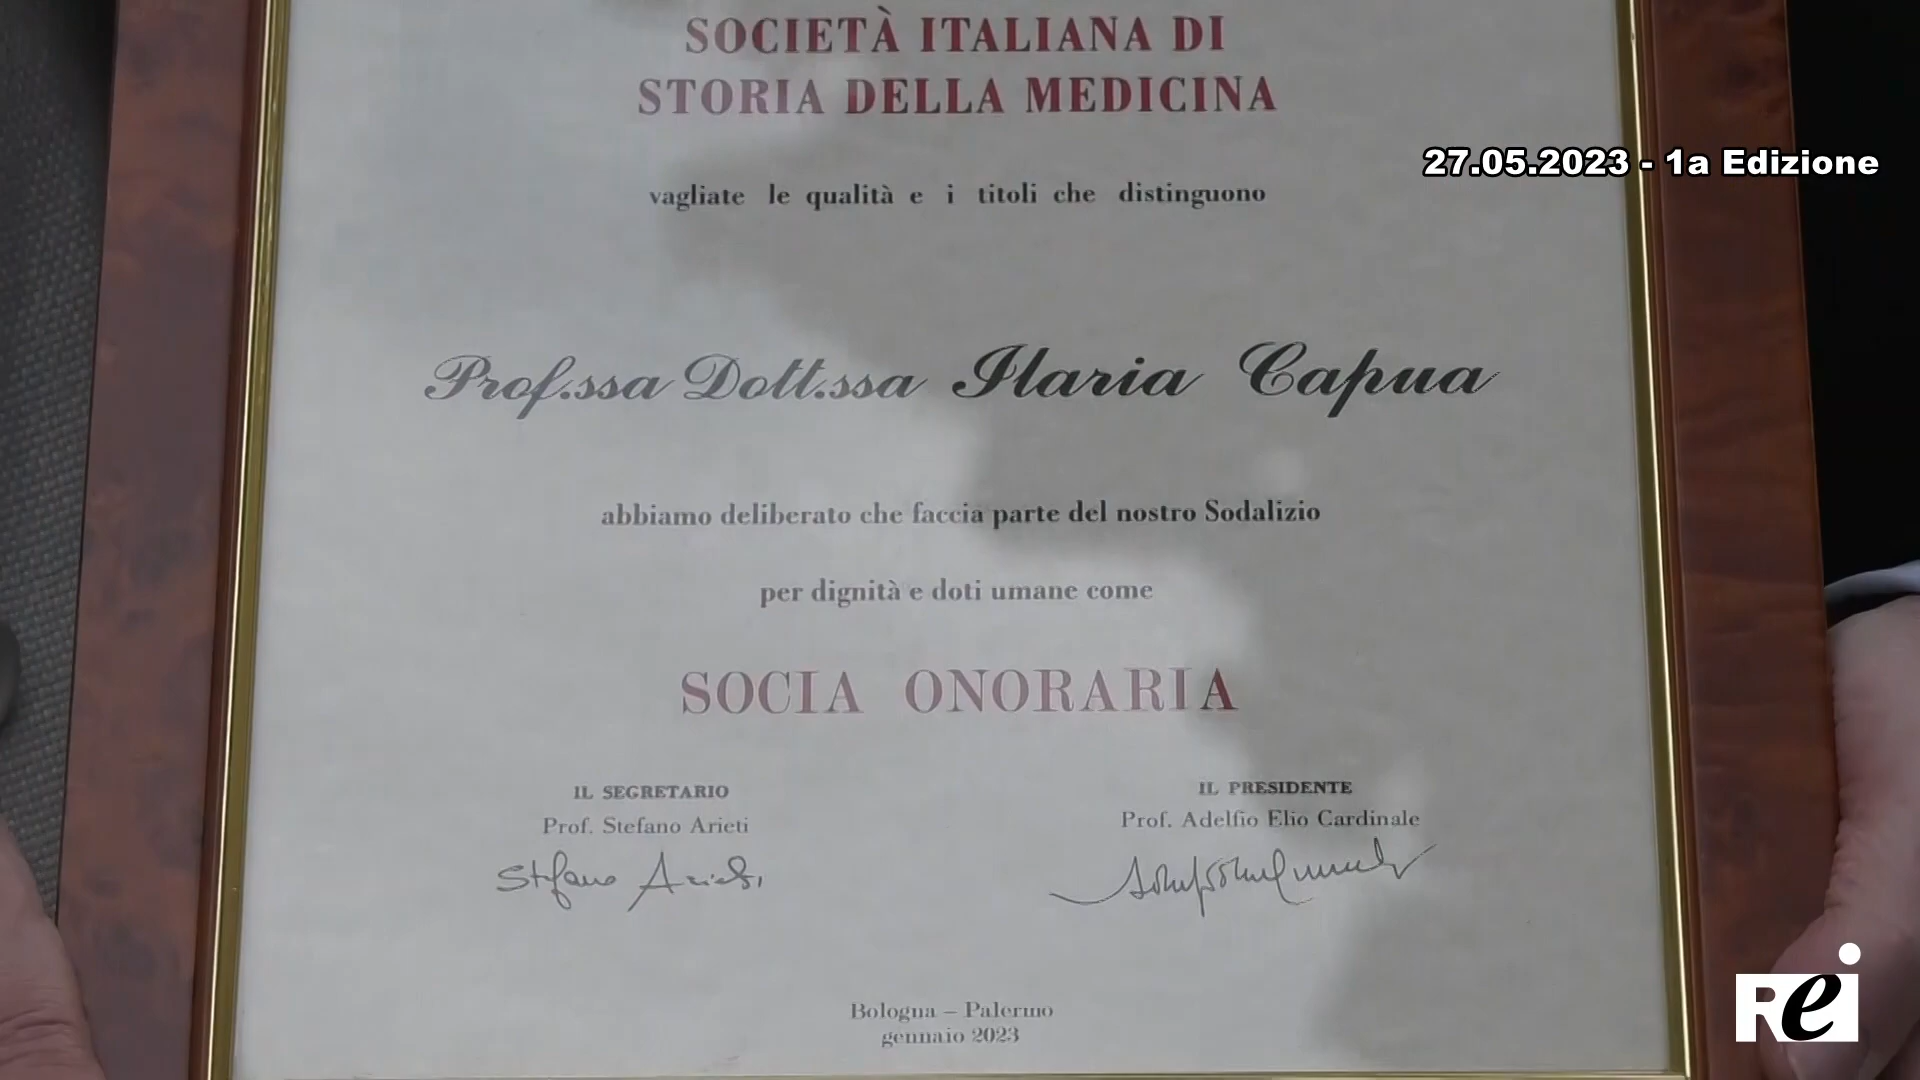 SOCIETÀ ITALIANA DI
STORIA DELLA MEDICINA
27.05.2023 - 1a Edizione
vagliate le qualità e i titoli che distinguono
Prof.ssa Dott.ssa Ilaria Capua
abbiamo deliberato che faccia parte del nostro Sodalizio
per dignità e doti umane come
SOCIA ONORARIA
IL SEGRETARIO
Prof. Stefano Arieti
Stefano Arieti
IL PRESIDENTE
Prof. Adelfio Elio Cardinale
Bologna – Palermo
gennaio 2023
Rei